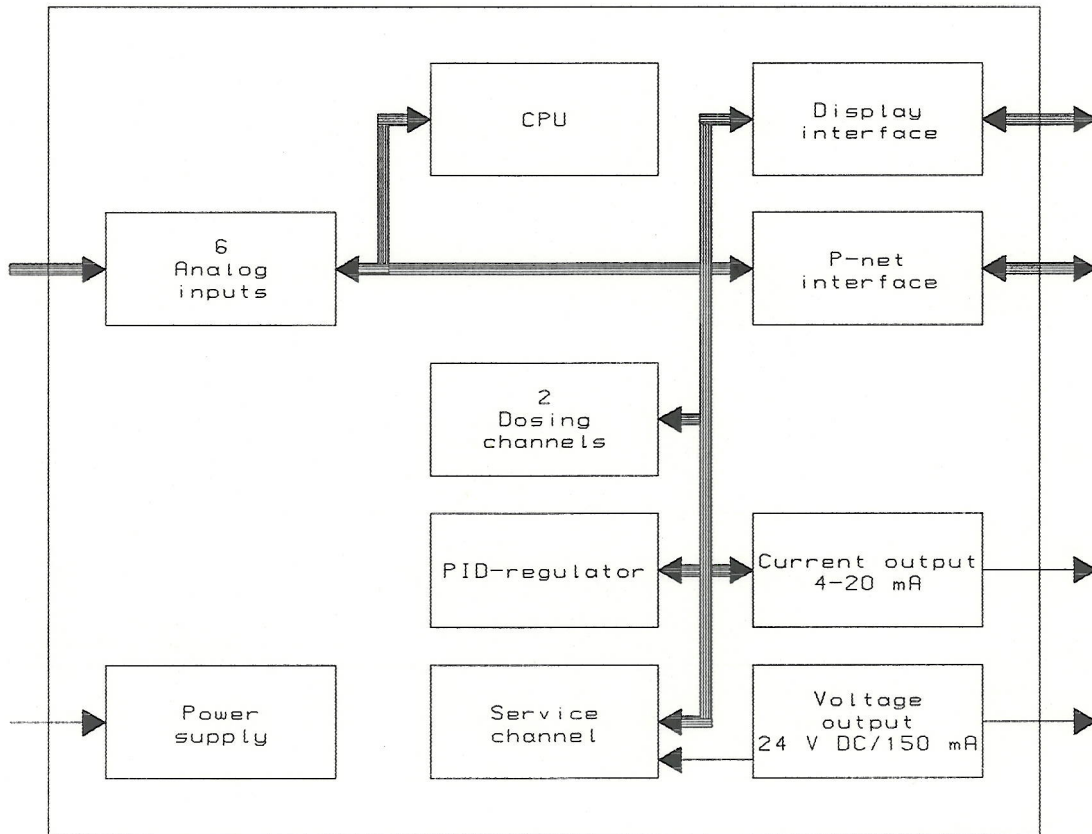 CPU
Display
interface
6
Analog
inputs
P-net
interface
2
Dosing
channels
PID-regulator
Current output
4-20 mA
Power
supply
Service
channel
Voltage
output
24 V DC/150 mA